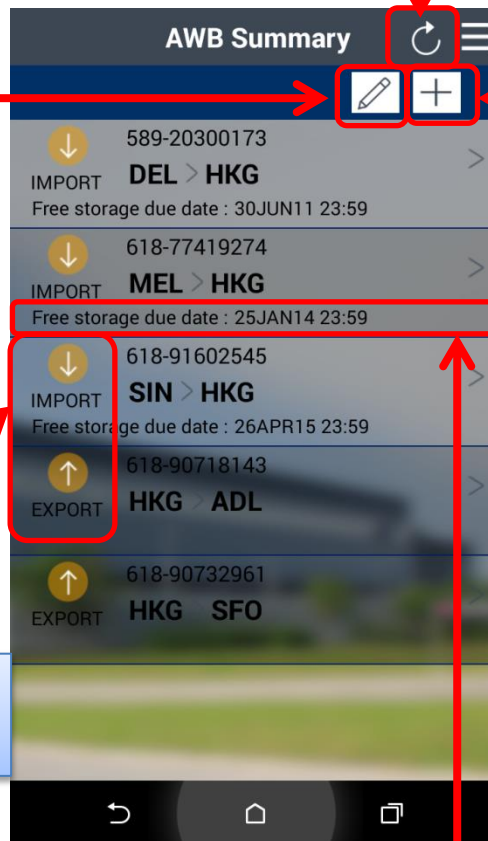 AWB Summary
589-20300173
IMPORT DEL > HKG
Free storage due date : 30JUN11 23:59
618-77419274
IMPORT MEL > HKG
Free storage due date : 25JAN14 23:59
618-91602545
IMPORT SIN > HKG
Free storage due date : 26APR15 23:59
618-90718143
EXPORT HKG > ADL
618-90732961
EXPORT HKG SFO